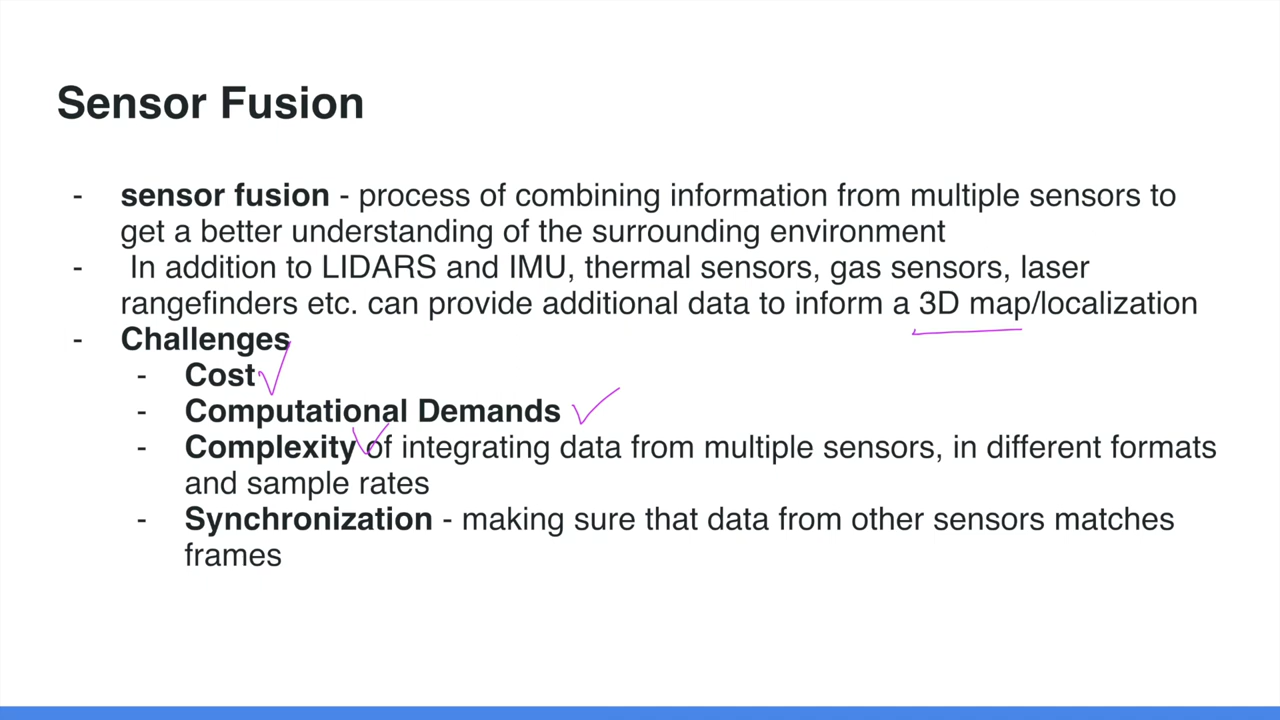 Sensor Fusion
- sensor fusion - process of combining information from multiple sensors to
get a better understanding of the surrounding environment
- In addition to LIDARS and IMU, thermal sensors, gas sensors, laser
rangefinders etc. can provide additional data to inform a 3D map/localization
- Challenges
- Cost
- Computational Demands
- Complexity of integrating data from multiple sensors, in different formats
and sample rates
- Synchronization - making sure that data from other sensors matches
frames